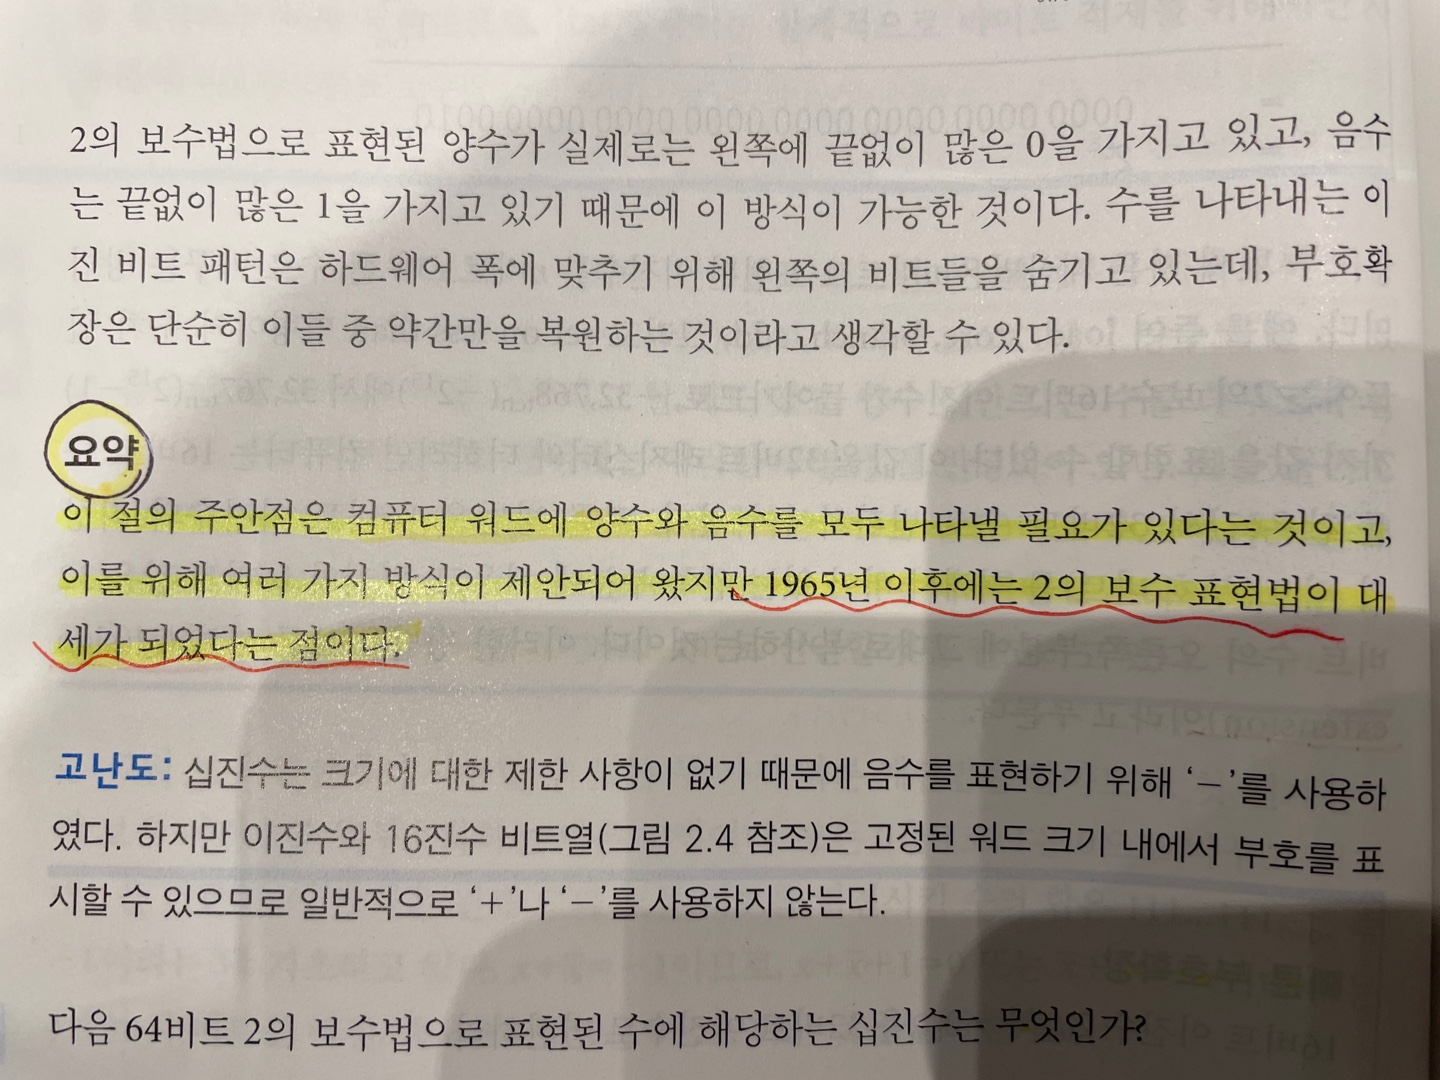 2의 보수법으로 표현된 양수가 실제로는 왼쪽에 끝없이 많은 0을 가지고 있고, 음수
는 끝없이 많은 1을 가지고 있기 때문에 이 방식이 가능한 것이다. 수를 나타내는 이
진 비트 패턴은 하드웨어 폭에 맞추기 위해 왼쪽의 비트들을 숨기고 있는데, 부호확
장은 단순히 이들 중 약간만을 복원하는 것이라고 생각할 수 있다.
요약
이 절의 주안점은 컴퓨터 워드에 양수와 음수를 모두 나타낼 필요가 있다는 것이고,
이를 위해 여러 가지 방식이 제안되어 왔지만 1965년 이후에는 2의 보수 표현법이 대
세가 되었다는 점이다.
고난도: 십진수는 크기에 대한 제한 사항이 없기 때문에 음수를 표현하기 위해 ‘−’를 사용하
였다. 하지만 이진수와 16진수 비트열(그림 2.4 참조)은 고정된 워드 크기 내에서 부호를 표
시할 수 있으므로 일반적으로 ‘+’나 ‘−’를 사용하지 않는다.
다음 64비트 2의 보수법으로 표현된 수에 해당하는 십진수는 무엇인가?